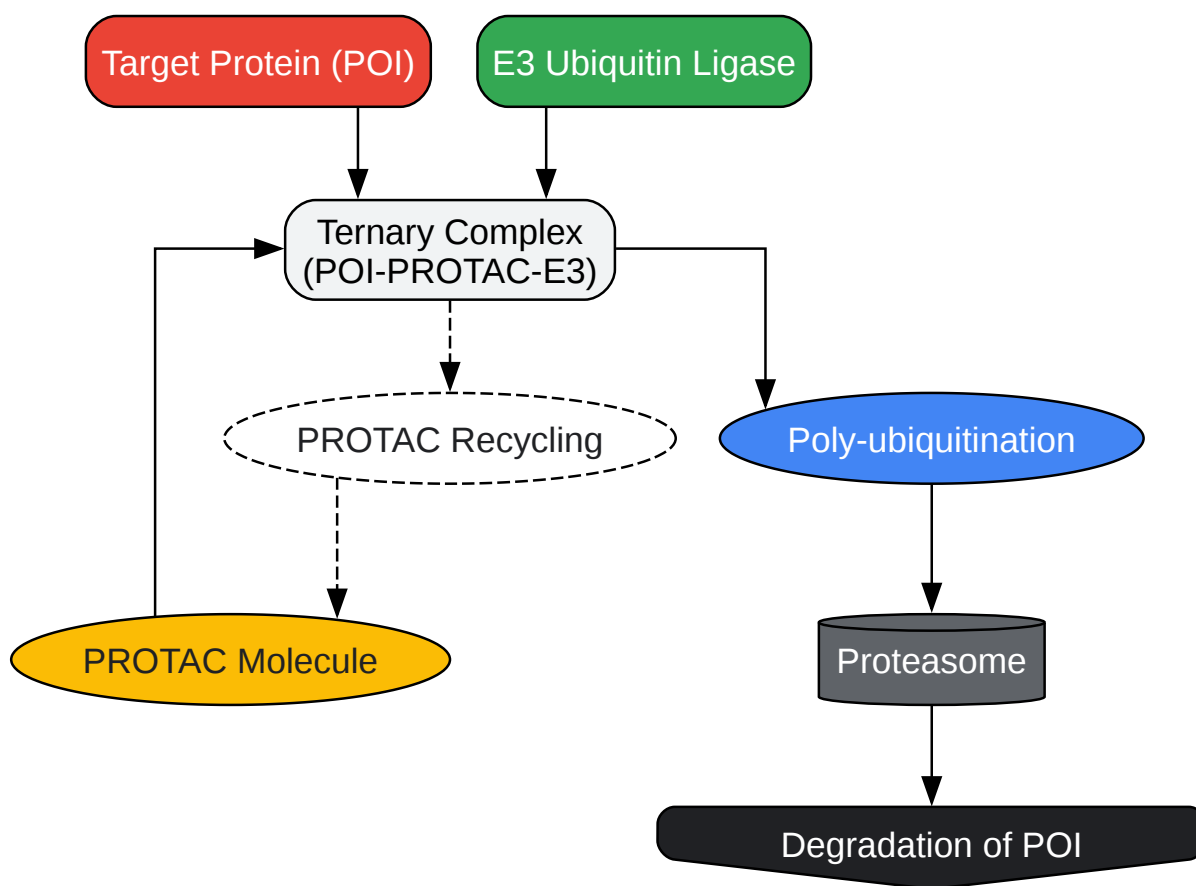 Target Protein (POI)
E3 Ubiquitin Ligase
Ternary Complex
(POI-PROTAC-E3)
PROTAC Recycling
Poly-ubiquitination
PROTAC Molecule
Proteasome
Degradation of POI